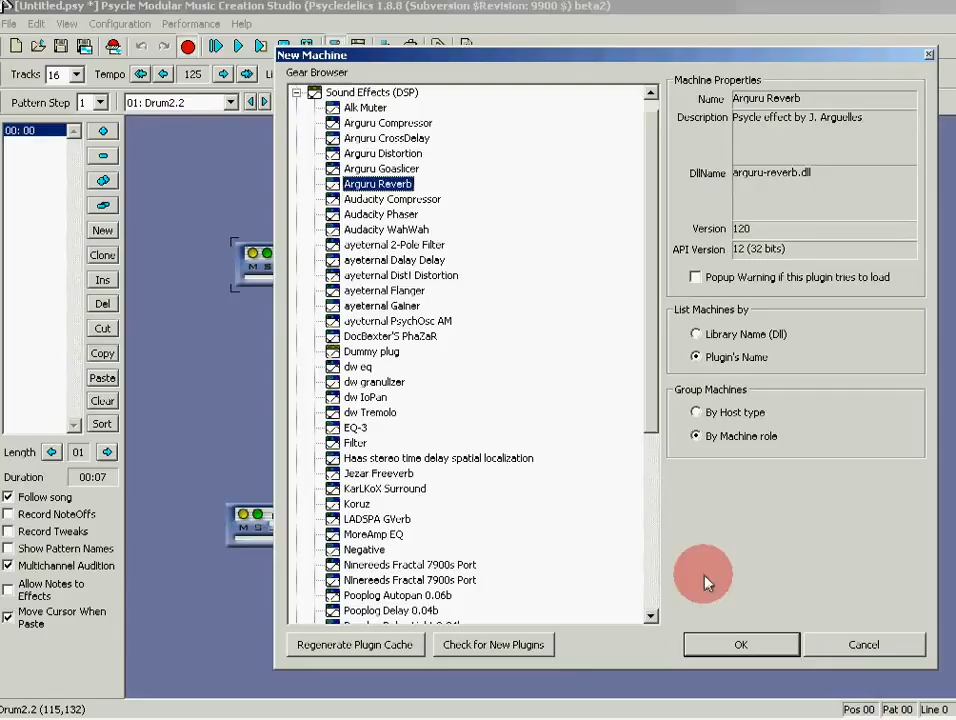 [Untitled.psy *] Psycle Modular Music Creation Studio (Psycledelics 1.8.8 (Subversion $Revision: 9900 $) beta2)
File Edit View Configuration Performance Help
Tracks 16 Tempo 125
Pattern Step 1 01: Drum2.2
00: 00
New
Clone
Ins
Del
Cut
Copy
Paste
Clear
Sort
Length 01
Duration 00:07
Follow song
Record NoteOffs
Record Tweaks
Show Pattern Names
Multichannel Audition
Allow Notes to
Effects
Move Cursor When
Paste
M S
M S
New Machine
Gear Browser
Sound Effects (DSP)
Alk Muter
Arguru Compressor
Arguru CrossDelay
Arguru Distortion
Arguru Goaslicer
Arguru Reverb
Audacity Compressor
Audacity Phaser
Audacity WahWah
ayeternal 2-Pole Filter
ayeternal Dalay Delay
ayeternal Dist! Distortion
ayeternal Flanger
ayeternal Gainer
ayeternal PsychOsc AM
DocBexter'S PhaZaR
Dummy plug
dw eq
dw granulizer
dw IoPan
dw Tremolo
EQ-3
Filter
Haas stereo time delay spatial localization
Jezar Freeverb
KarLKoX Surround
Koruz
LADSPA GVerb
MoreAmp EQ
Negative
Ninereeds Fractal 7900s Port
Ninereeds Fractal 7900s Port
Pooplog Autopan 0.06b
Pooplog Delay 0.04b
Regenerate Plugin Cache
Check for New Plugins
Machine Properties
Name Arguru Reverb
Description Psycle effect by J. Arguelles
DllName arguru-reverb.dll
Version 120
API Version 12 (32 bits)
Popup Warning if this plugin tries to load
List Machines by
Library Name (Dll)
Plugin's Name
Group Machines
By Host type
By Machine role
OK
Cancel
Drum2.2 (115,132)
Pos 00 Pat 00 Line 0